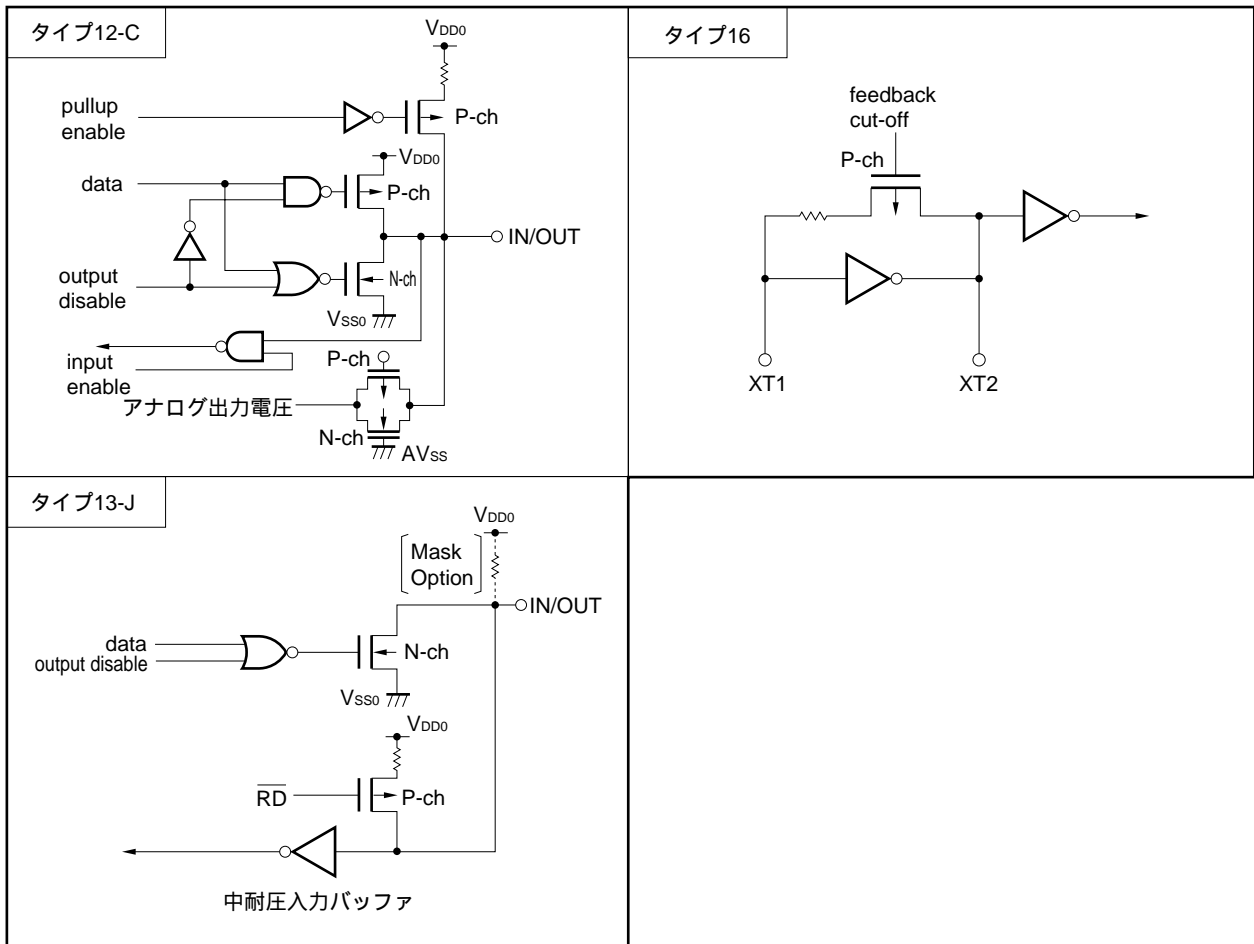 タイプ12-C
VDD0
pullup
enable
P-ch
VDD0
data
P-ch
IN/OUT
output
disable
N-ch
VSS0
input
enable
P-ch
アナログ出力電圧
N-ch
AVSS
タイプ16
feedback
cut-off
P-ch
XT1
XT2
タイプ13-J
VDD0
Mask
Option
IN/OUT
data
output disable
N-ch
VSS0
VDD0
RD
P-ch
中耐圧入力バッファ